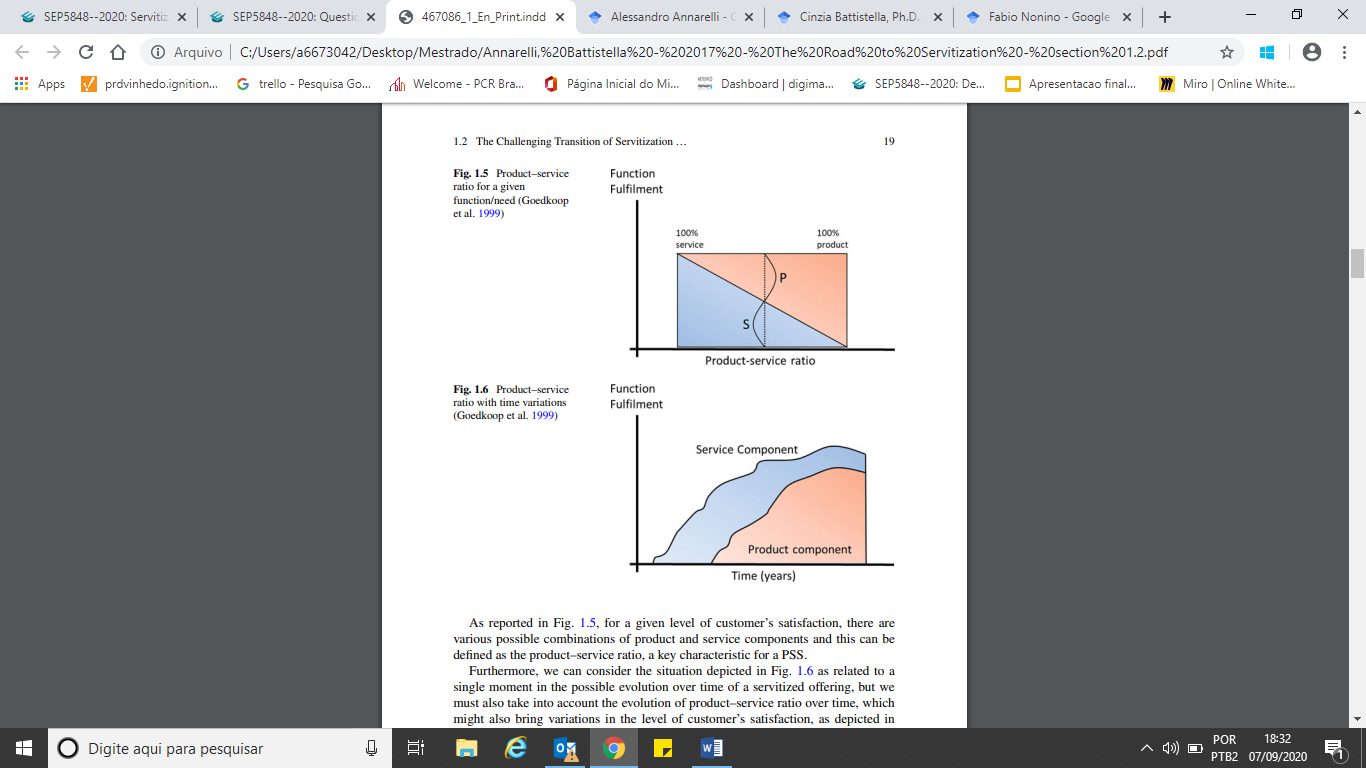 SEP5848--2020: Servitiz
SEP5848--2020: Questic
467086_1_En_Print.indd
Alessandro Annarelli - G
Cinzia Battistella, Ph.D.
Fabio Nonino - Google
Arquivo
C:/Users/a6673042/Desktop/Mestrado/Annarelli,%20Battistella%20-%202017%20-%20The%20Road%20to%20Servitization%20-%20section%201.2.pdf
Apps
prdvinhedo.ignition...
trello - Pesquisa Go...
Welcome - PCR Bra...
Página Inicial do Mi...
Dashboard | digima...
SEP5848--2020: De...
Apresentacao final...
Miro | Online White...
1.2 The Challenging Transition of Servitization …
19
Fig. 1.5 Product–service
ratio for a given
function/need (Goedkoop
et al. 1999)
Function
Fulfilment
100%
service
100%
product
P
S
Product-service ratio
Fig. 1.6 Product–service
ratio with time variations
(Goedkoop et al. 1999)
Function
Fulfilment
Service Component
Product component
Time (years)
As reported in Fig. 1.5, for a given level of customer’s satisfaction, there are
various possible combinations of product and service components and this can be
defined as the product–service ratio, a key characteristic for a PSS.
Furthermore, we can consider the situation depicted in Fig. 1.6 as related to a
single moment in the possible evolution over time of a servitized offering, but we
must also take into account the evolution of product–service ratio over time, which
might also bring variations in the level of customer’s satisfaction, as depicted in
Digite aqui para pesquisar
POR
PTB2
18:32
07/09/2020
1